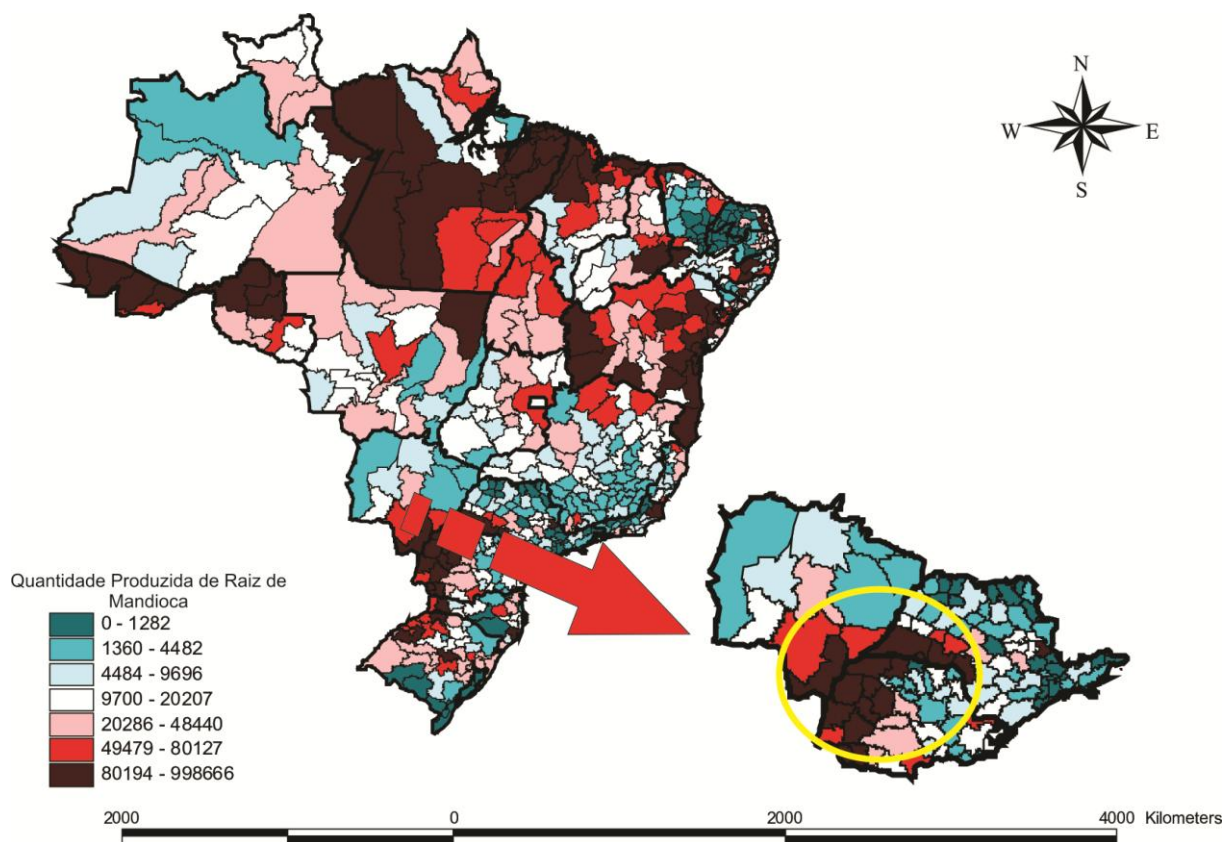 N
W E
S
Quantidade Produzida de Raiz de
Mandioca
0 - 1282
1360 - 4482
4484 - 9696
9700 - 20207
20286 - 48440
49479 - 80127
80194 - 998666
2000 0 2000 4000 Kilometers